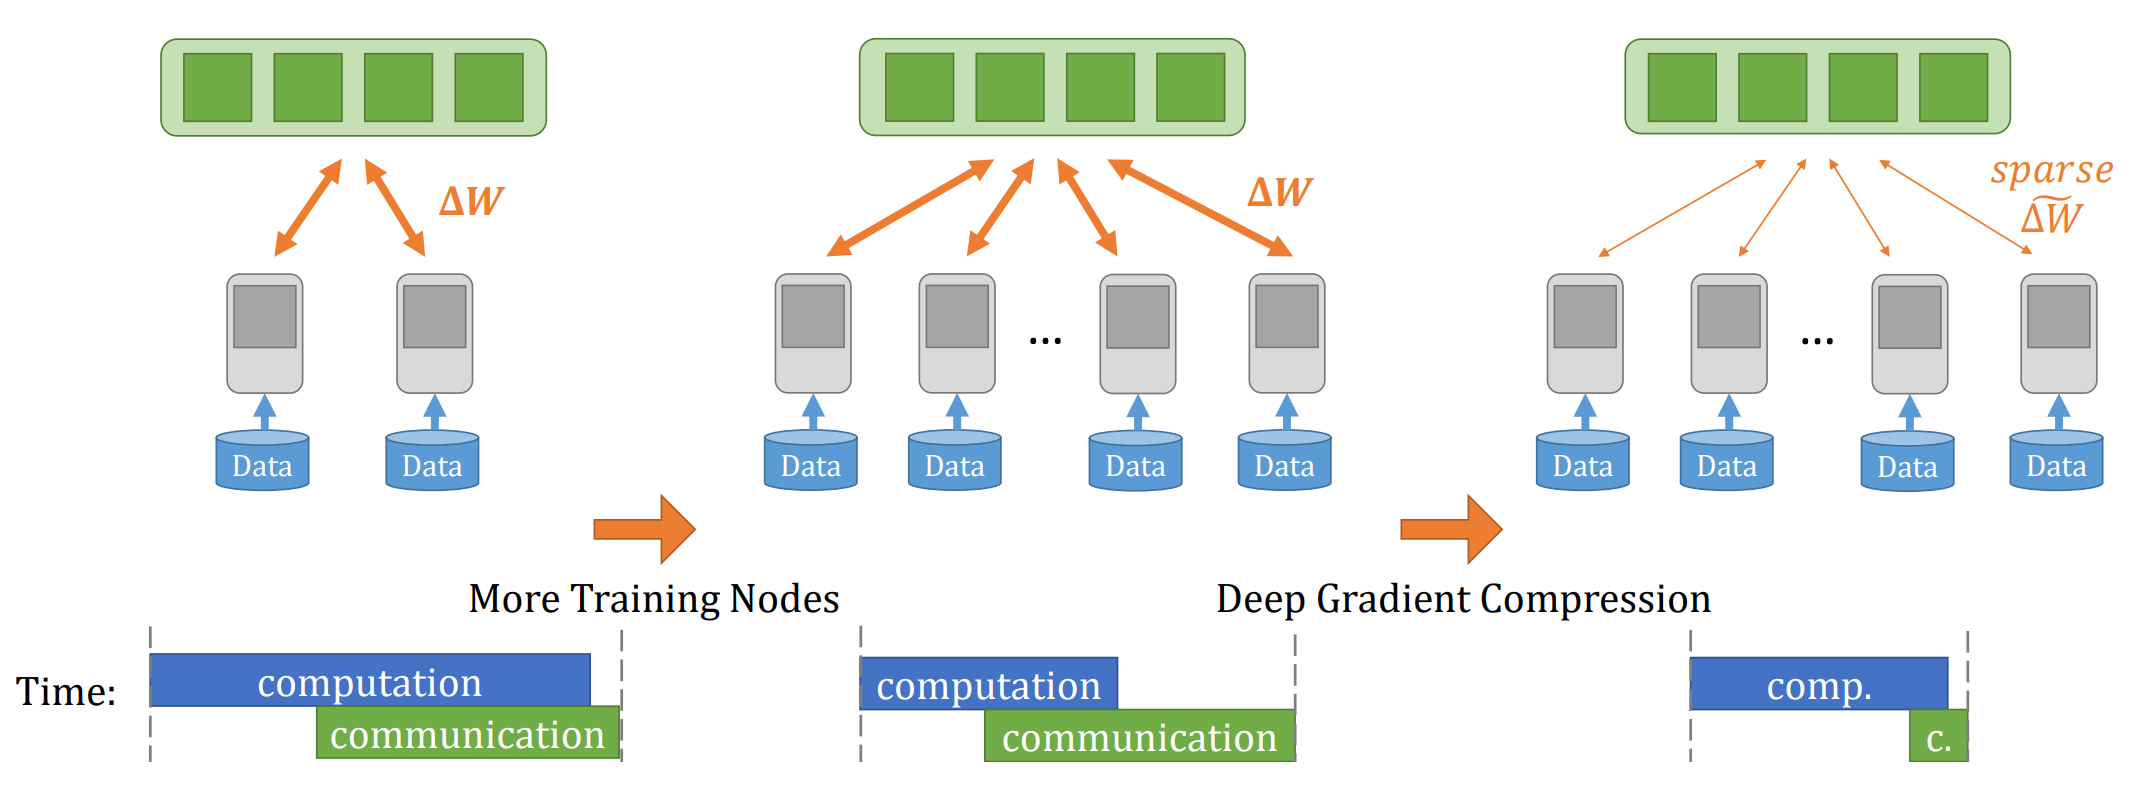 ΔW
ΔW
sparse
\widetilde{ΔW}
...
...
Data
Data
Data
Data
Data
Data
Data
Data
Data
Data
More Training Nodes
Deep Gradient Compression
Time:
computation
communication
computation
communication
comp.
c.